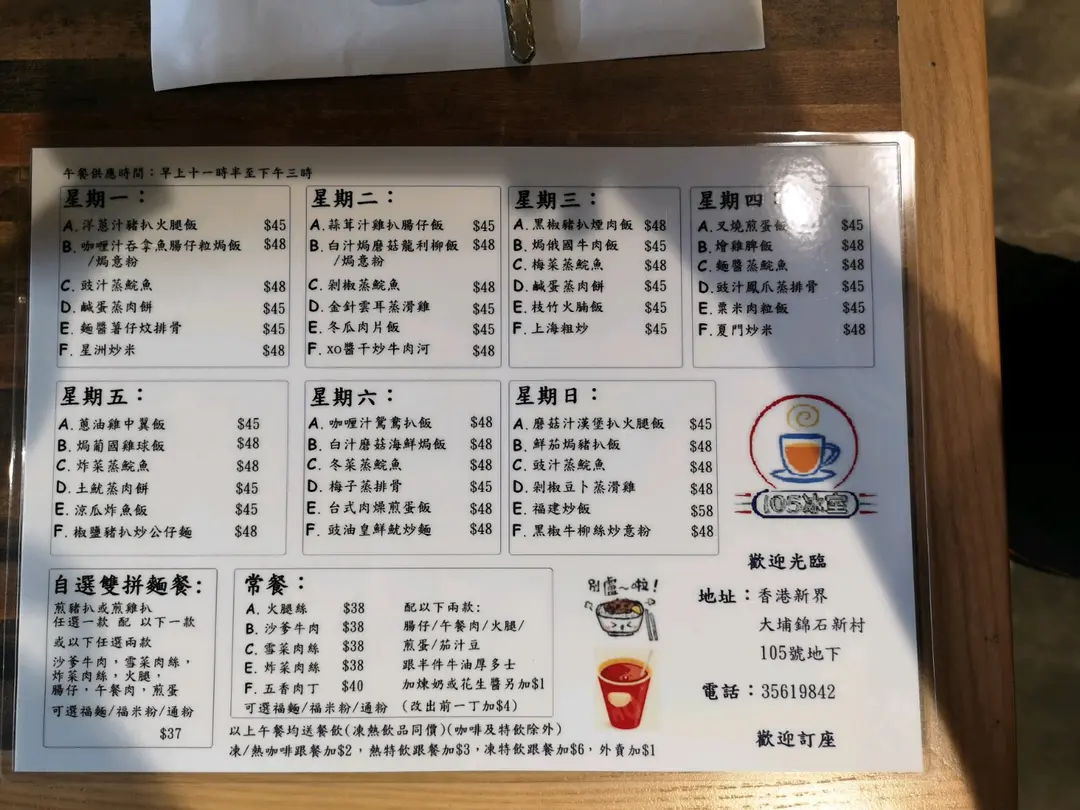 午餐供應時間：早上十一時半至下午三時
星期一：
A. 洋蔥汁豬扒火腿飯 $45
B. 咖喱汁吞拿魚腸仔粒焗飯 $48
/焗意粉
C. 豉汁蒸鯇魚 $48
D. 鹹蛋蒸肉餅 $45
E. 麵醬薯仔炆排骨 $45
F. 星洲炒米 $48
星期二：
A. 蒜茸汁雞扒腸仔飯 $45
B. 白汁焗磨菇龍利柳飯 $48
/焗意粉
C. 剁椒蒸鯇魚 $48
D. 金針雲耳蒸滑雞 $45
E. 冬瓜肉片飯 $45
F. XO醬干炒牛肉河 $48
星期三：
A. 黑椒豬扒煙肉飯 $48
B. 焗俄國牛肉飯 $45
C. 梅菜蒸鯇魚 $48
D. 鹹蛋蒸肉餅 $45
E. 枝竹火腩飯 $45
F. 上海粗炒 $45
星期四：
A. 叉燒煎蛋飯 $45
B. 燴雞脾飯 $48
C. 麵醬蒸鯇魚 $48
D. 豉汁鳳爪蒸排骨 $45
E. 粟米肉粒飯 $45
F. 廈門炒米 $48
星期五：
A. 蔥油雞中翼飯 $45
B. 焗葡國雞球飯 $48
C. 炸菜蒸鯇魚 $48
D. 土魷蒸肉餅 $45
E. 涼瓜炸魚飯 $45
F. 椒鹽豬扒炒公仔麵 $48
星期六：
A. 咖喱汁鴛鴦扒飯 $48
B. 白汁磨菇海鮮焗飯 $48
C. 冬菜蒸鯇魚 $48
D. 梅子蒸排骨 $45
E. 台式肉燥煎蛋飯 $48
F. 豉油皇鮮魷炒麵 $48
星期日：
A. 磨菇汁漢堡扒火腿飯 $45
B. 鮮茄焗豬扒飯 $48
C. 豉汁蒸鯇魚 $48
D. 剁椒豆卜蒸滑雞 $48
E. 福建炒飯 $58
F. 黑椒牛柳絲炒意粉 $48
105冰室
自選雙拼麵餐:
煎豬扒或煎雞扒
任選一款 配 以下一款
或以下任選兩款
沙爹牛肉，雪菜肉絲，
炸菜肉絲，火腿，
腸仔，午餐肉，煎蛋
可選福麵/福米粉/通粉
$37
常餐：
A. 火腿絲 $38
B. 沙爹牛肉 $38
C. 雪菜肉絲 $38
E. 炸菜肉絲 $38
F. 五香肉丁 $40
可選福麵/福米粉/通粉
配以下兩款:
腸仔/午餐肉/火腿/
煎蛋/茄汁豆
跟半件牛油厚多士
加煉奶或花生醬另加$1
(改出前一丁加$4)
以上午餐均送餐飲(凍熱飲品同價)(咖啡及特飲除外)
凍/熱咖啡跟餐加$2，熱特飲跟餐加$3，凍特飲跟餐加$6，外賣加$1
別盧～啦！
歡迎光臨
地址：香港新界
大埔錦石新村
105號地下
電話：35619842
歡迎訂座